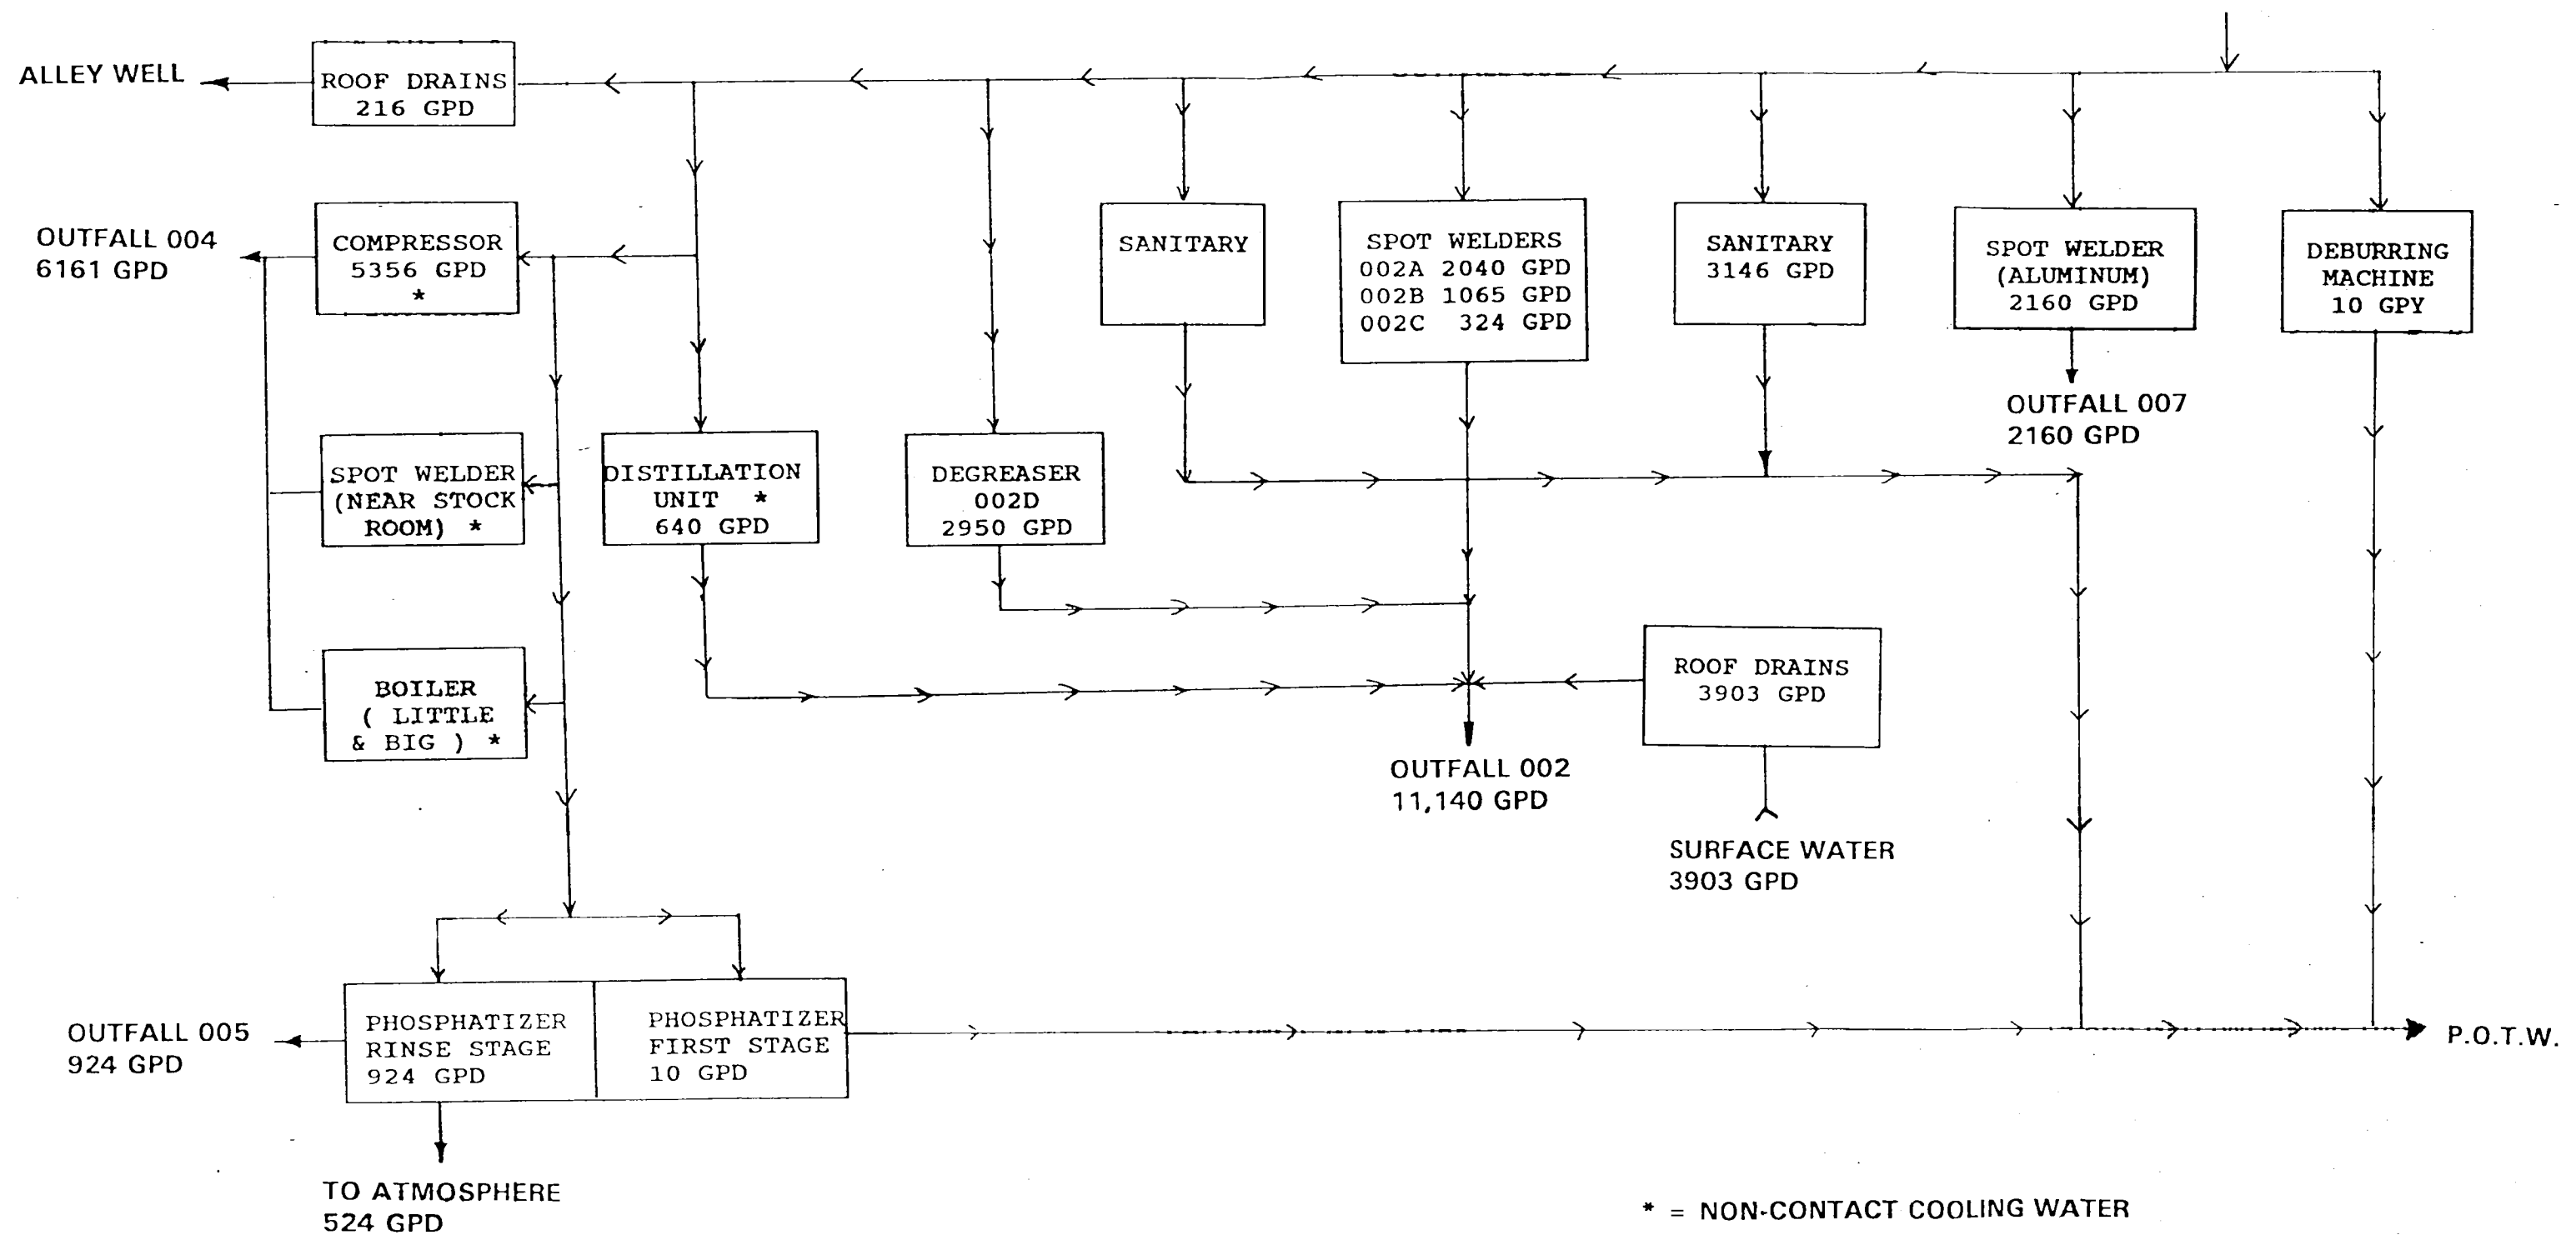 ALLEY WELL
ROOF DRAINS
216 GPD
OUTFALL 004
6161 GPD
COMPRESSOR
5356 GPD
*
SANITARY
SPOT WELDERS
002A 2040 GPD
002B 1065 GPD
002C 324 GPD
SANITARY
3146 GPD
SPOT WELDER
(ALUMINUM)
2160 GPD
DEBURRING
MACHINE
10 GPY
OUTFALL 007
2160 GPD
SPOT WELDER
(NEAR STOCK
ROOM) *
DISTILLATION
UNIT *
640 GPD
DEGREASER
002D
2950 GPD
BOILER
( LITTLE
& BIG ) *
ROOF DRAINS
3903 GPD
OUTFALL 002
11,140 GPD
SURFACE WATER
3903 GPD
OUTFALL 005
924 GPD
PHOSPHATIZER
RINSE STAGE
924 GPD
PHOSPHATIZER
FIRST STAGE
10 GPD
P.O.T.W.
TO ATMOSPHERE
524 GPD
* = NON-CONTACT COOLING WATER